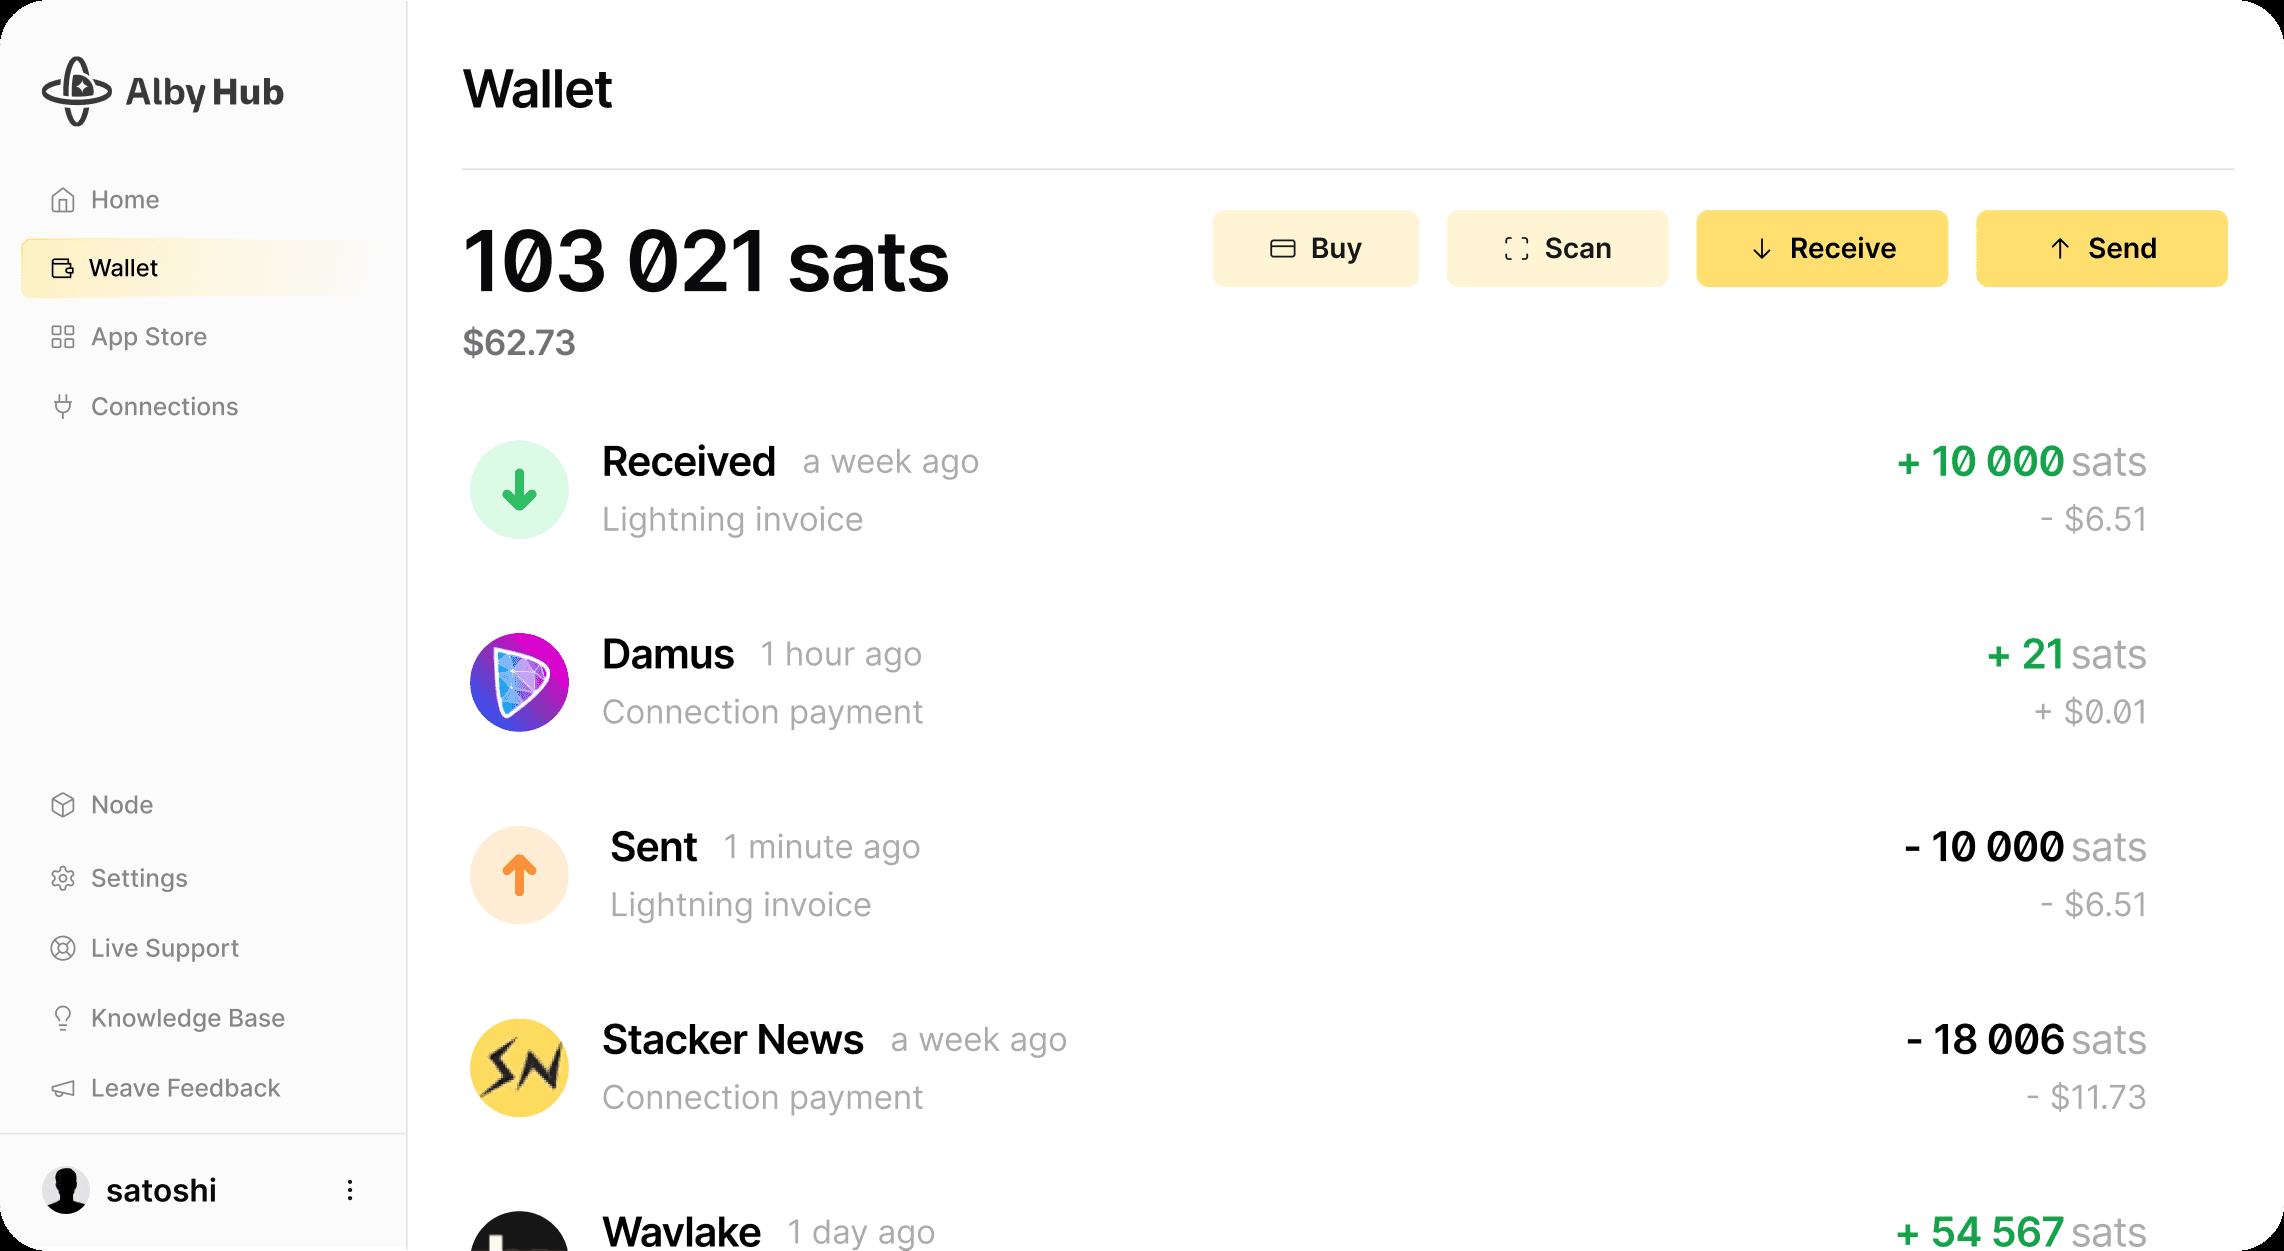 Alby Hub
Home
Wallet
App Store
Connections
Node
Settings
Live Support
Knowledge Base
Leave Feedback
satoshi
Wallet
103 021 sats
$62.73
Buy
Scan
Receive
Send
Received a week ago + 10 000 sats
Lightning invoice - $6.51
Damus 1 hour ago + 21 sats
Connection payment + $0.01
Sent 1 minute ago - 10 000 sats
Lightning invoice - $6.51
SN
Stacker News a week ago - 18 006 sats
Connection payment - $11.73
Wavlake 1 day ago + 54 567 sats